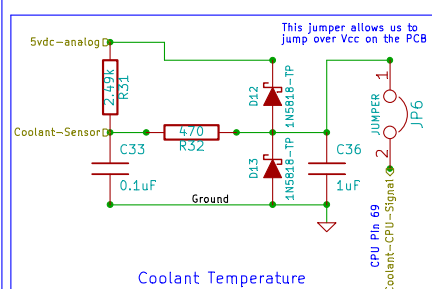 This jumper allows us to
jump over Vcc on the PCB
5vdc-analog
2.49k
R31
D12
1N5818-TP
1
JUMPER
JP6
2
Coolant-Sensor
470
R32
C33
0.1uF
D13
1N5818-TP
C36
1uF
Ground
CPU Pin 69
Coolant-CPU-Signal
Coolant Temperature